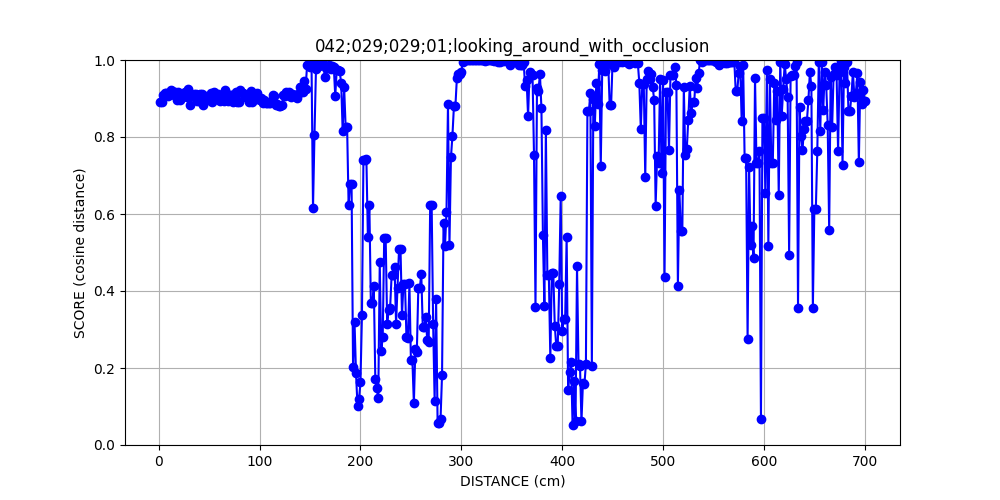 042;029;029;01;looking_around_with_occlusion
1.0
0.8
0.6
0.4
0.2
0.0
SCORE (cosine distance)
0 100 200 300 400 500 600 700
DISTANCE (cm)